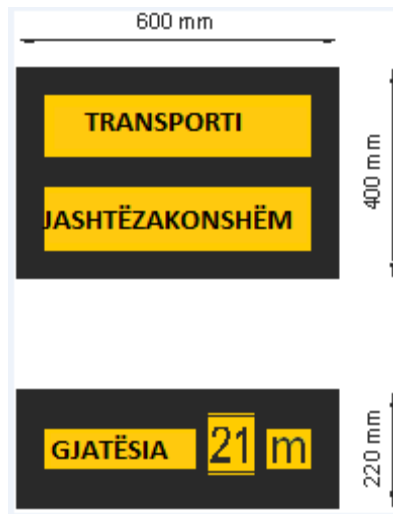 600 mm
TRANSPORTI
400 mm
JASHTËZAKONSHËM
GJATËSIA 21 m
220 mm